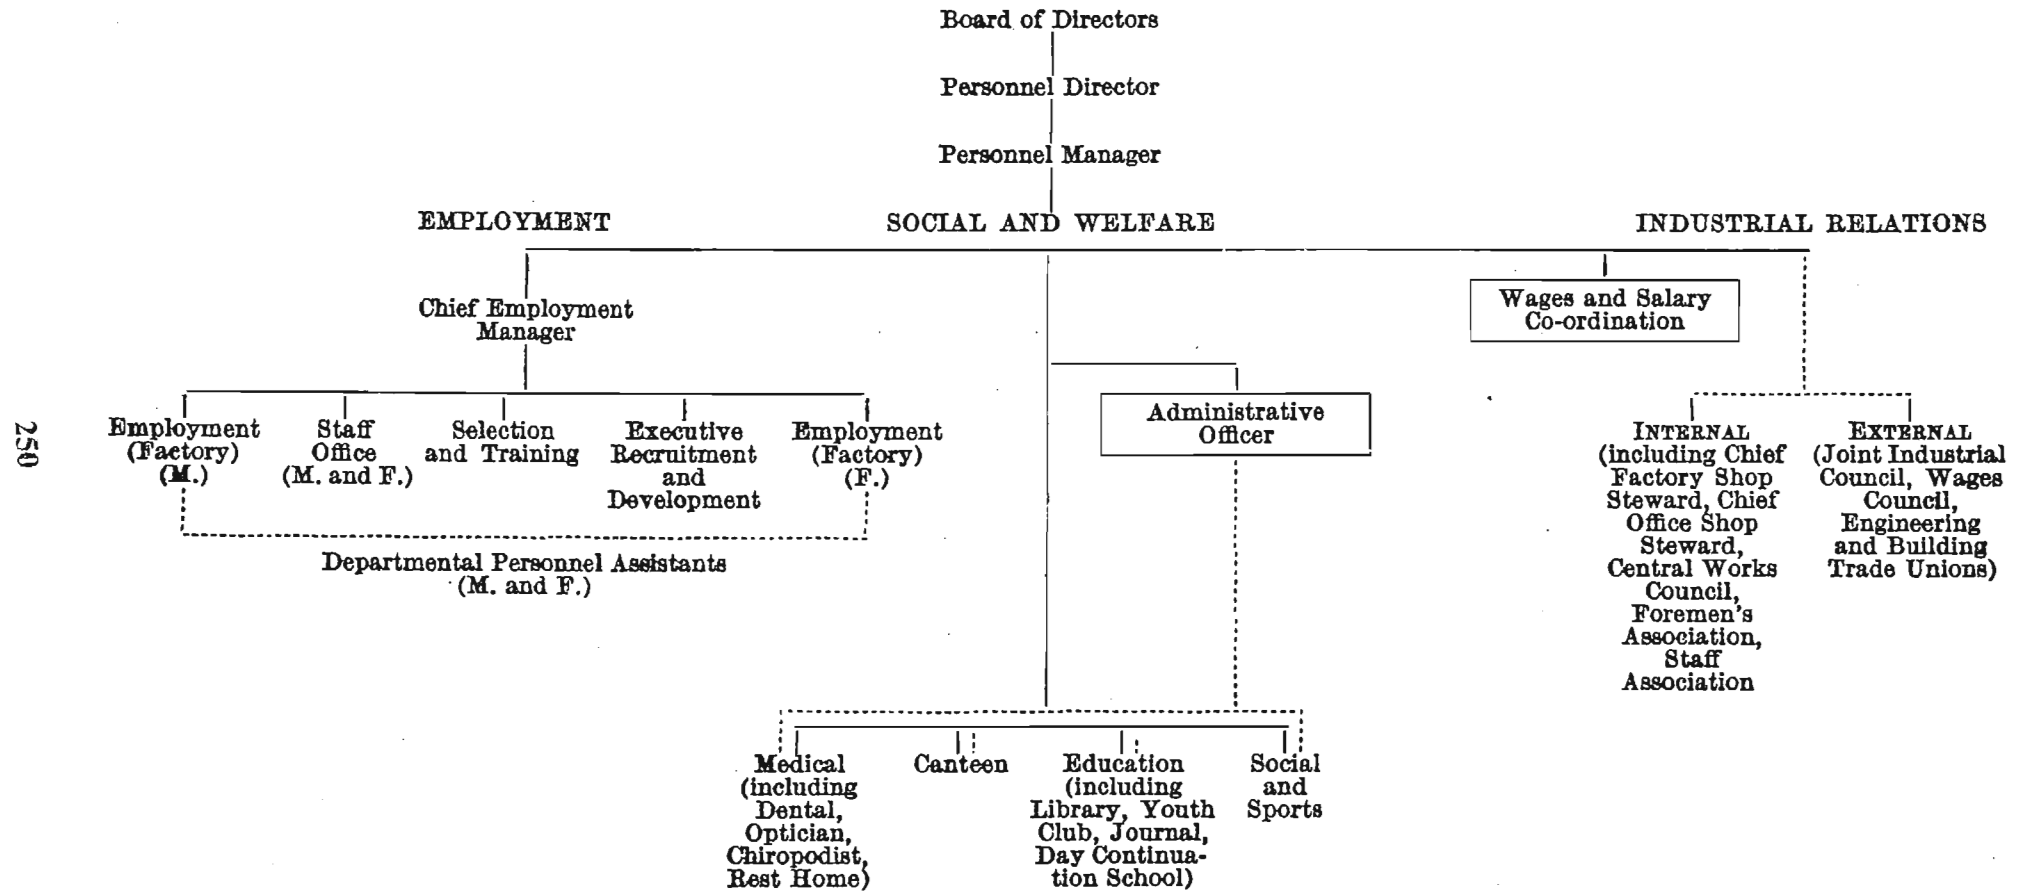 Board of Directors
Personnel Director
Personnel Manager
EMPLOYMENT
SOCIAL AND WELFARE
INDUSTRIAL RELATIONS
Chief Employment
Manager
Wages and Salary
Co-ordination
Administrative
Officer
Employment
(Factory)
(M.)
Staff
Office
(M. and F.)
Selection
and Training
Executive
Recruitment
and
Development
Employment
(Factory)
(F.)
Departmental Personnel Assistants
(M. and F.)
INTERNAL
(including Chief
Factory Shop
Steward, Chief
Office Shop
Steward,
Central Works
Council,
Foremen's
Association,
Staff
Association
EXTERNAL
(Joint Industrial
Council, Wages
Council,
Engineering
and Building
Trade Unions)
Medical
(including
Dental,
Optician,
Chiropodist,
Rest Home)
Canteen
Education
(including
Library, Youth
Club, Journal,
Day Continua-
tion School)
Social
and
Sports
250